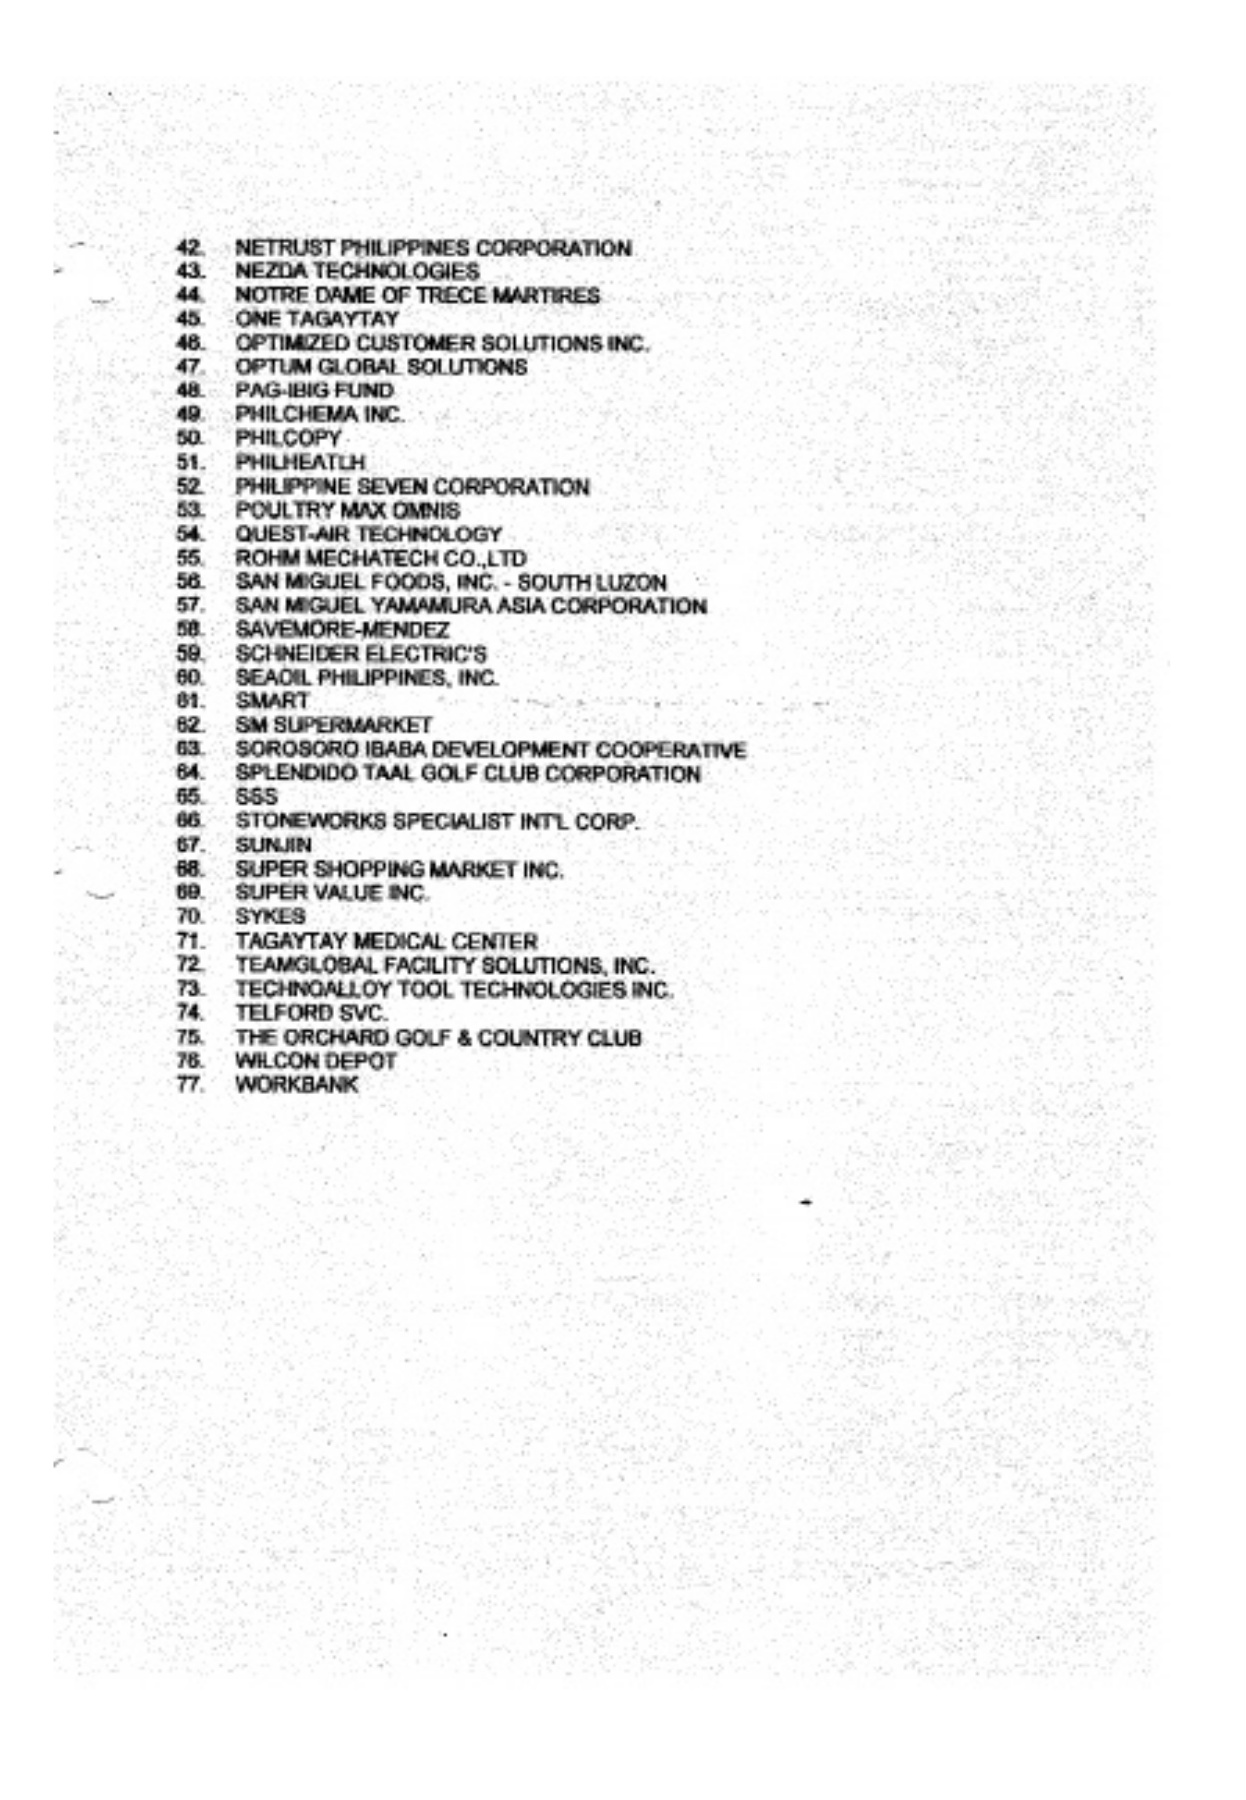 42. NETRUST PHILIPPINES CORPORATION
43. NEZDA TECHNOLOGIES
44. NOTRE DAME OF TRECE MARTIRES
45. ONE TAGAYTAY
46. OPTIMIZED CUSTOMER SOLUTIONS INC.
47. OPTUM GLOBAL SOLUTIONS
48. PAG-IBIG FUND
49. PHILCHEMA INC.
50. PHILCOPY
51. PHILHEATLH
52. PHILIPPINE SEVEN CORPORATION
53. POULTRY MAX OMNIS
54. QUEST-AIR TECHNOLOGY
55. ROHM MECHATECH CO.,LTD
56. SAN MIGUEL FOODS, INC. - SOUTH LUZON
57. SAN MIGUEL YAMAMURA ASIA CORPORATION
58. SAVEMORE-MENDEZ
59. SCHNEIDER ELECTRIC'S
60. SEAOIL PHILIPPINES, INC.
61. SMART
62. SM SUPERMARKET
63. SOROSORO IBABA DEVELOPMENT COOPERATIVE
64. SPLENDIDO TAAL GOLF CLUB CORPORATION
65. SSS
66. STONEWORKS SPECIALIST INT'L CORP.
67. SUNJIN
68. SUPER SHOPPING MARKET INC.
69. SUPER VALUE INC.
70. SYKES
71. TAGAYTAY MEDICAL CENTER
72. TEAMGLOBAL FACILITY SOLUTIONS, INC.
73. TECHNOALLOY TOOL TECHNOLOGIES INC.
74. TELFORD SVC.
75. THE ORCHARD GOLF & COUNTRY CLUB
76. WILCON DEPOT
77. WORKBANK